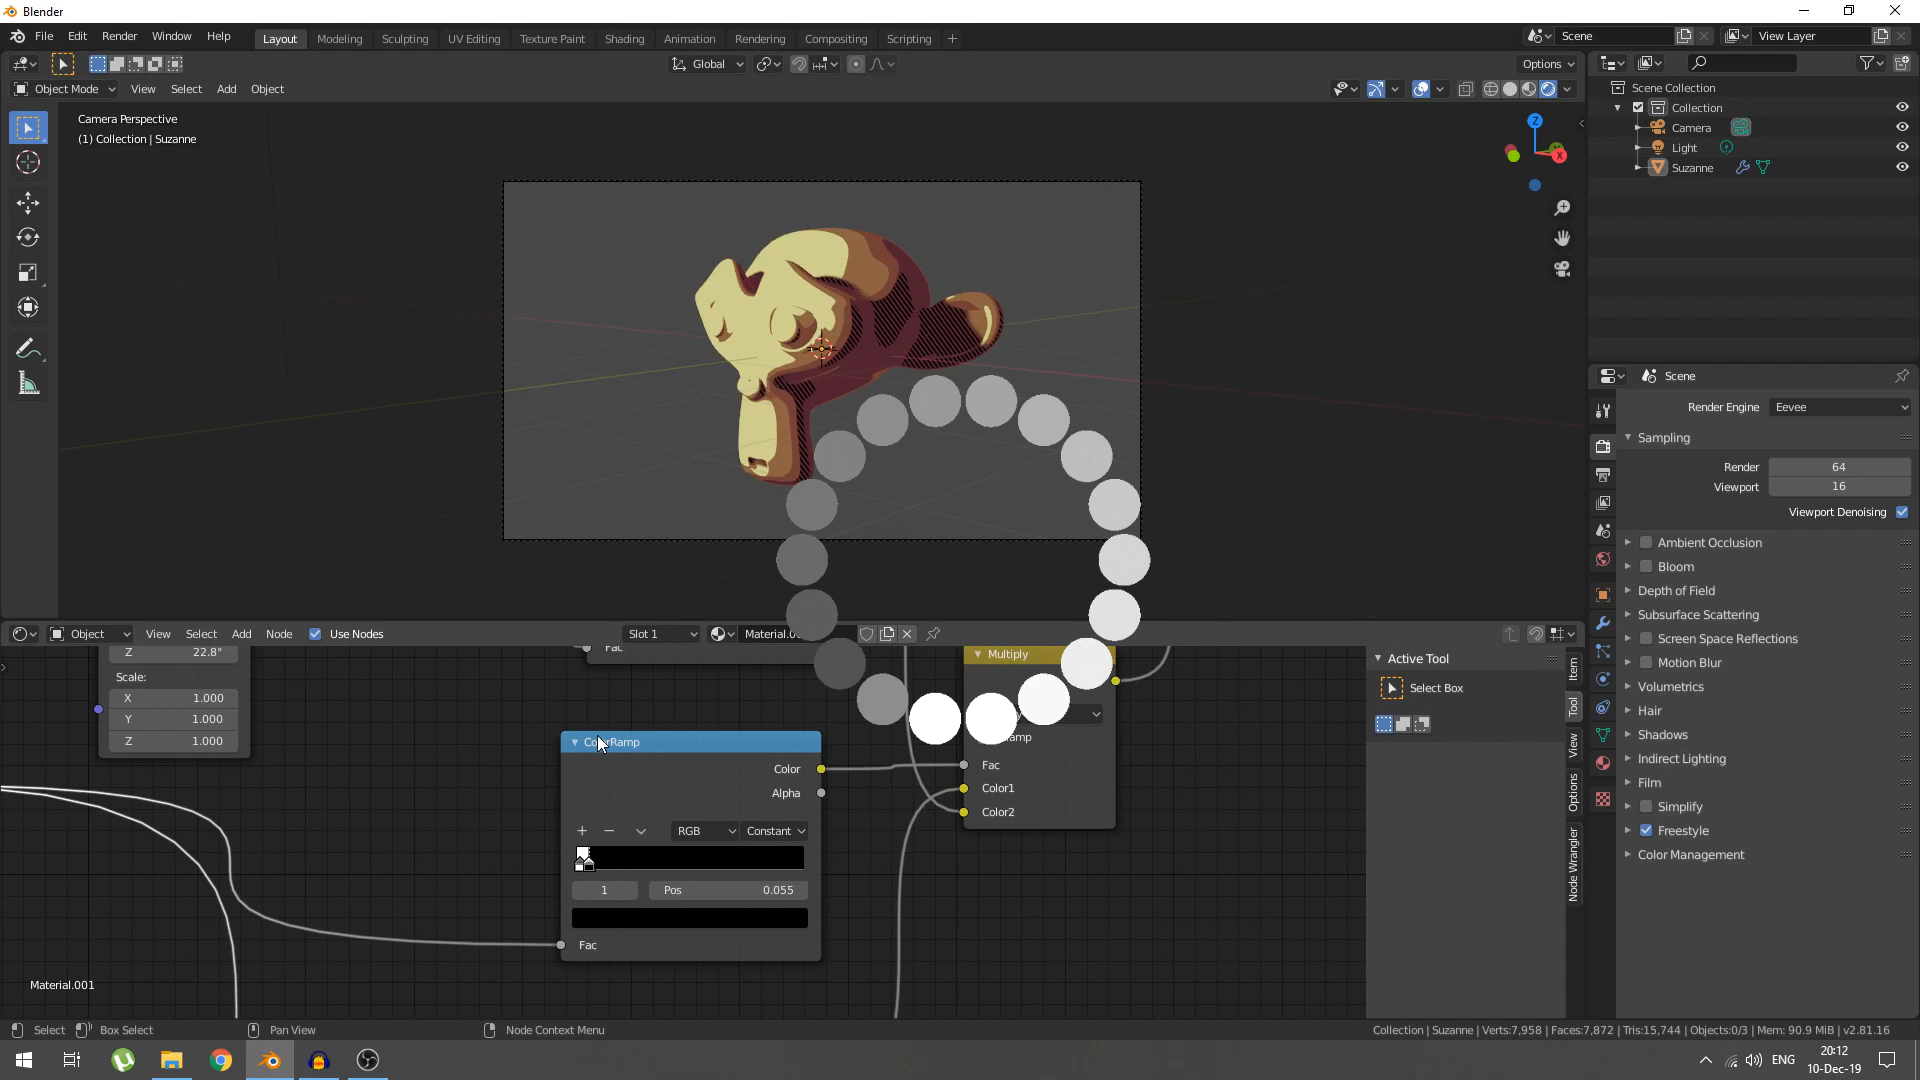 Blender
File Edit Render Window Help
Layout Modeling Sculpting UV Editing Texture Paint Shading Animation Rendering Compositing Scripting +
Scene
View Layer
Global
Options
Object Mode View Select Add Object
Camera Perspective
(1) Collection | Suzanne
Z
X
Scene Collection
Collection
Camera
Light
Suzanne
Scene
Render Engine Eevee
Sampling
Render 64
Viewport 16
Viewport Denoising
Ambient Occlusion
Bloom
Depth of Field
Subsurface Scattering
Screen Space Reflections
Motion Blur
Volumetrics
Hair
Shadows
Indirect Lighting
Film
Simplify
Freestyle
Color Management
Object View Select Add Node Use Nodes
Slot 1
Z 22.8°
Scale:
X 1.000
Y 1.000
Z 1.000
Fac
ColorRamp
Color
Alpha
RGB Constant
1 Pos 0.055
Fac
Multiply
Fac
Color1
Color2
Active Tool
Select Box
Item
Tool
View
Options
Node Wrangler
Material.001
Select Box Select Pan View Node Context Menu
Collection | Suzanne | Verts:7,958 | Faces:7,872 | Tris:15,744 | Objects:0/3 | Mem: 90.9 MiB | v2.81.16
ENG
20:12
10-Dec-19